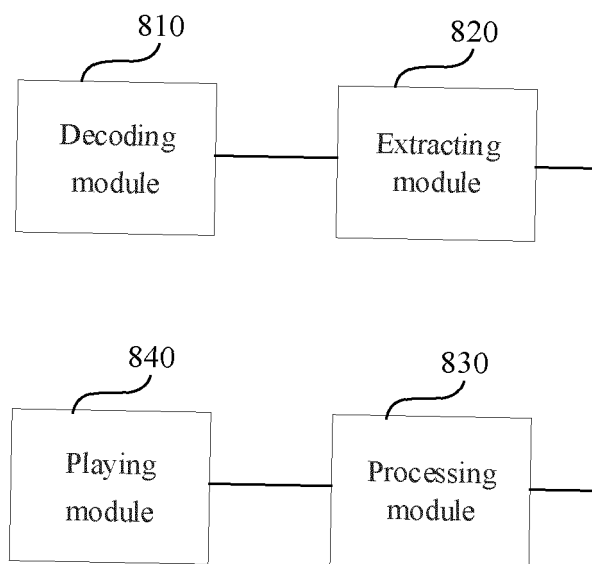 810
820
Decoding
module
Extracting
module
840
830
Playing
module
Processing
module